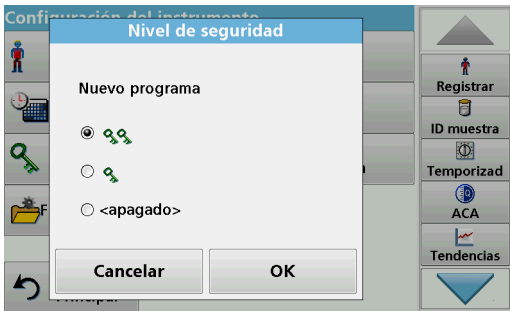 Configuración del instrumento
Nivel de seguridad
Nuevo programa
<apagado>
Cancelar
OK
Principal
Registrar
ID muestra
Temporizad
ACA
Tendencias